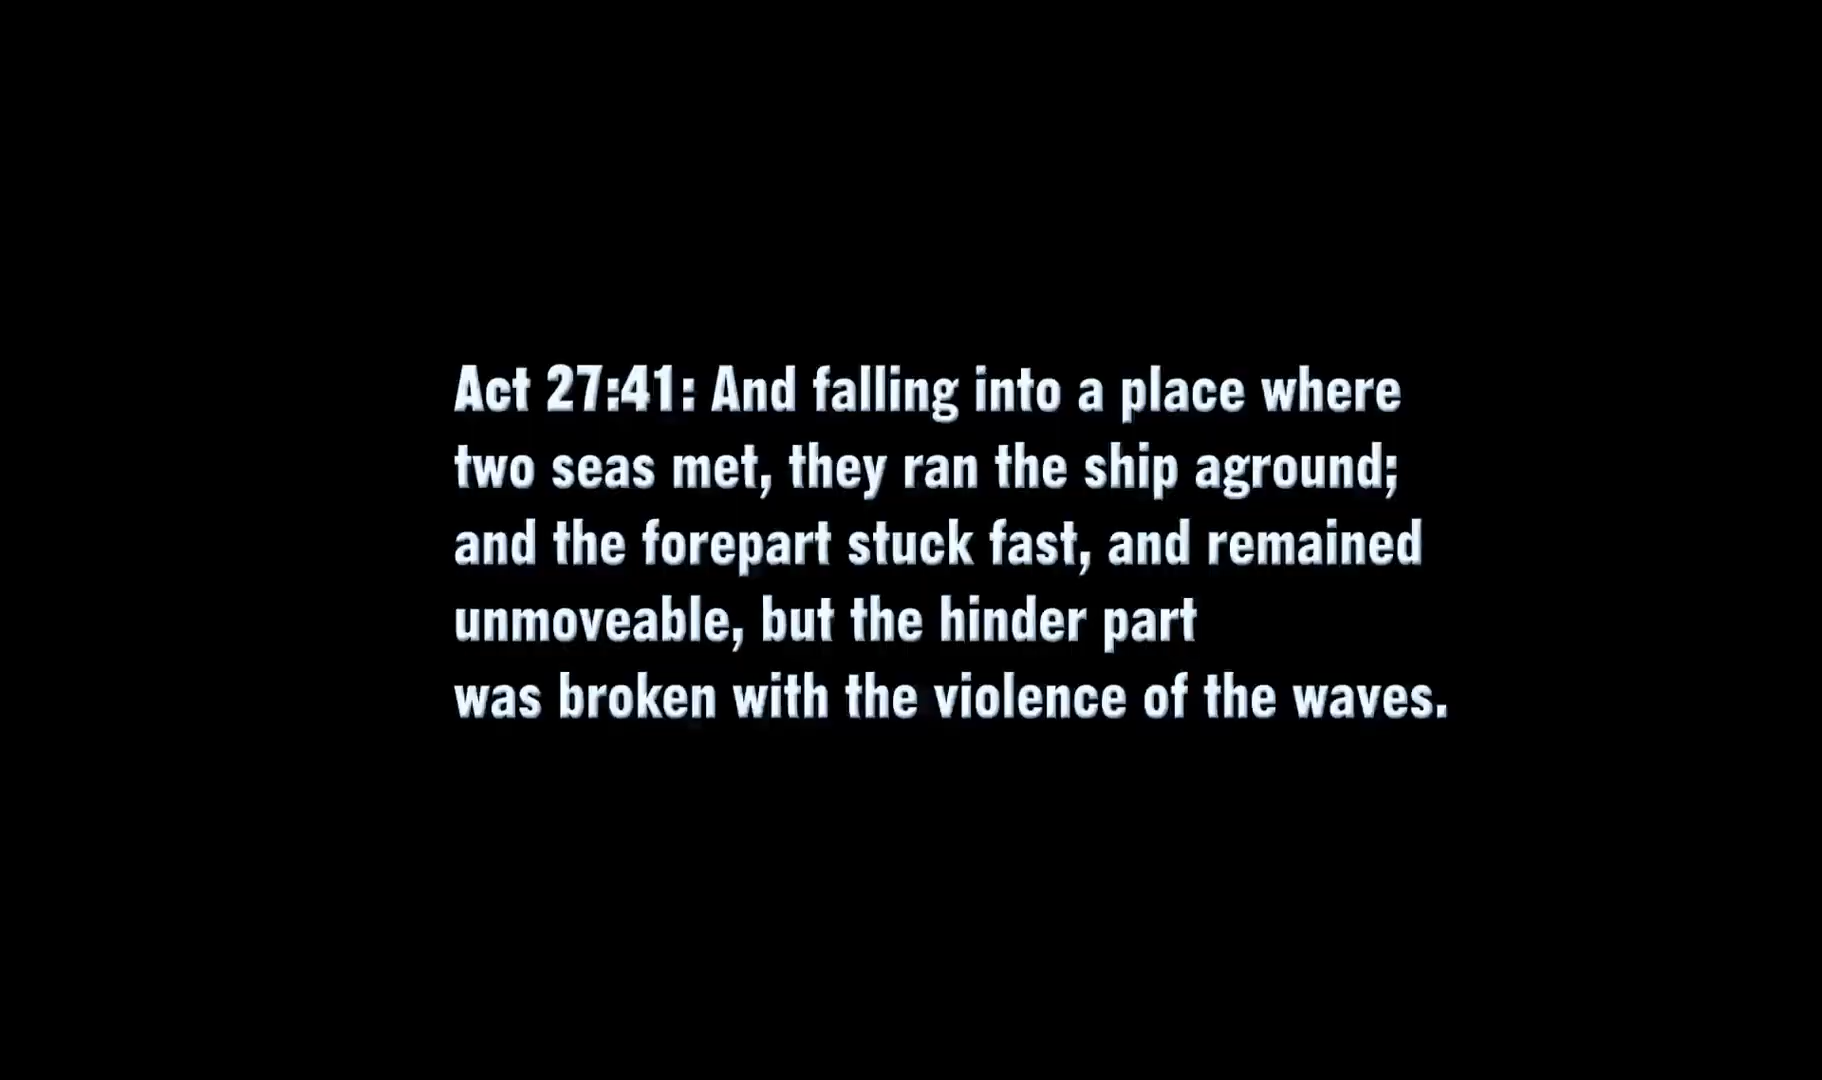 Act 27:41: And falling into a place where
two seas met, they ran the ship aground;
and the forepart stuck fast, and remained
unmoveable, but the hinder part
was broken with the violence of the waves.